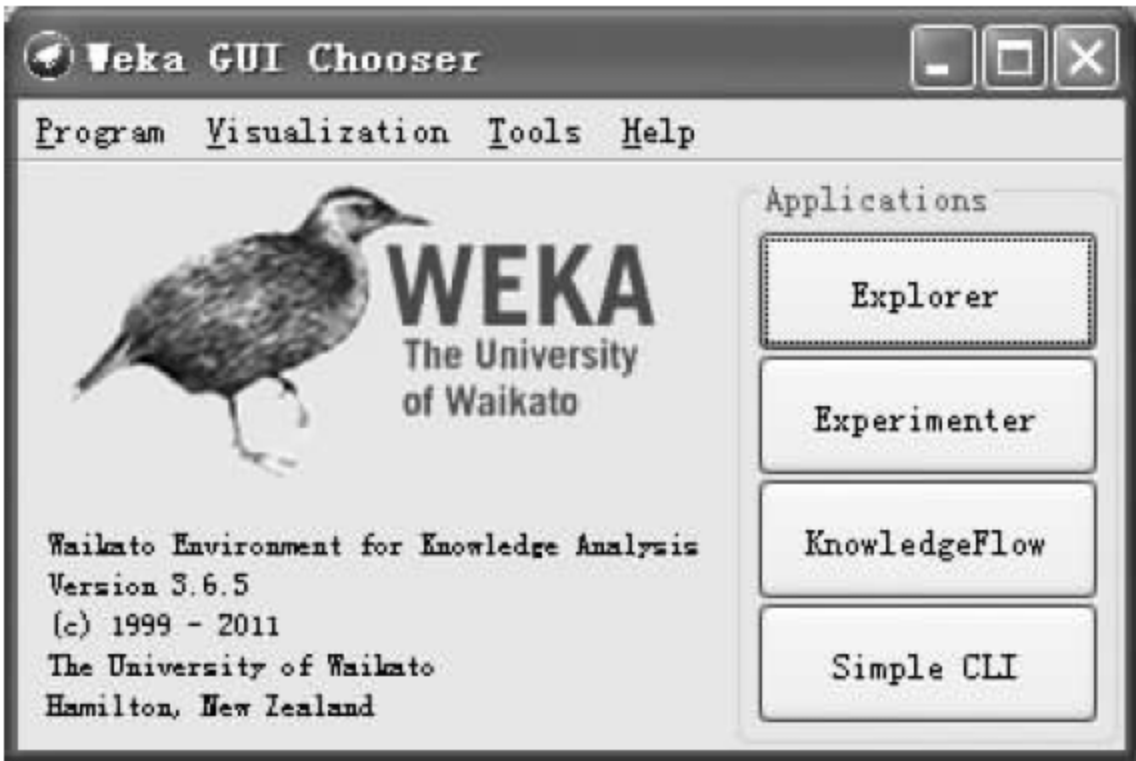 Weka GUI Chooser
Program Visualization Tools Help
WEKA
The University
of Waikato
Waikato Environment for Knowledge Analysis
Version 3.6.5
(c) 1999 - 2011
The University of Waikato
Hamilton, New Zealand
Applications
Explorer
Experimenter
KnowledgeFlow
Simple CLI